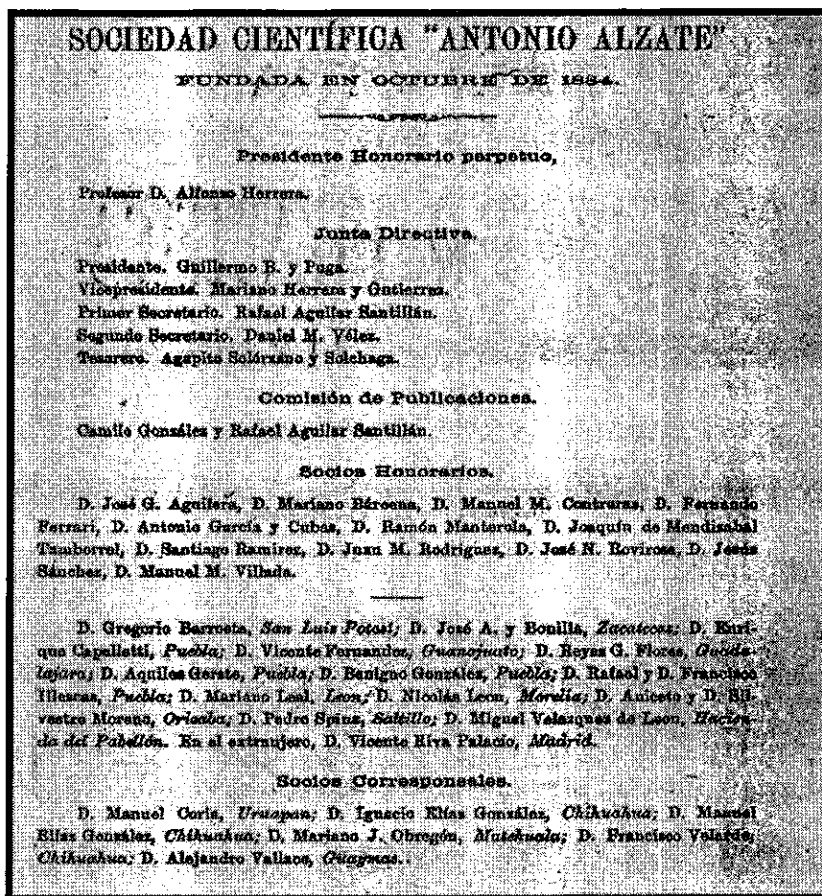 SOCIEDAD CIENTÍFICA "ANTONIO ALZATE"
FUNDADA EN OCTUBRE DE 1884.
Presidente Honorario perpetuo,
Profesor D. Alfonso Herrera.
Junta Directiva.
Presidente. Guillermo B. y Puga.
Vicepresidente. Mariano Herrera y Gutierrez.
Primer Secretario. Rafael Aguilar Santillán.
Segundo Secretario. Daniel M. Vélez.
Tesorero. Agapito Solórzano y Solchaga.
Comisión de Publicaciones.
Camilo González y Rafael Aguilar Santillán.
Socios Honorarios.
D. José G. Aguilera, D. Mariano Bárcena, D. Manuel M. Contreras, D. Fernando
Ferrari, D. Antonio García y Cubas, D. Ramón Manterola, D. Joaquín de Mendizábal
Tamborrel, D. Santiago Ramirez, D. Juan M. Rodriguez, D. José N. Rovirosa, D. Jesús
Sánchez, D. Manuel M. Villada.
D. Gregorio Barroeta, San Luis Potosí; D. José A. y Bonilla, Zacatecas; D. Enri-
que Capelletti, Puebla; D. Vicente Fernandez, Guanajuato; D. Reyes G. Flores, Guada-
lajara; D. Aquiles Gerste, Puebla; D. Benigno González, Puebla; D. Rafael y D. Francisco
Illescas, Puebla; D. Mariano Leal, Leon; D. Nicolás Leon, Morelia; D. Aniceto y D. Sil-
vestre Moreno, Orizaba; D. Pedro Spina, Saltillo; D. Miguel Velazquez de Leon, Hacien-
da del Pabellón. En el extranjero, D. Vicente Riva Palacio, Madrid.
Socios Corresponsales.
D. Manuel Coria, Uruapan; D. Ignacio Elías González, Chihuahua; D. Manuel
Elías González, Chihuahua; D. Mariano J. Obregón, Matehuala; D. Francisco Velarde,
Chihuahua; D. Alejandro Wallace, Guaymas.